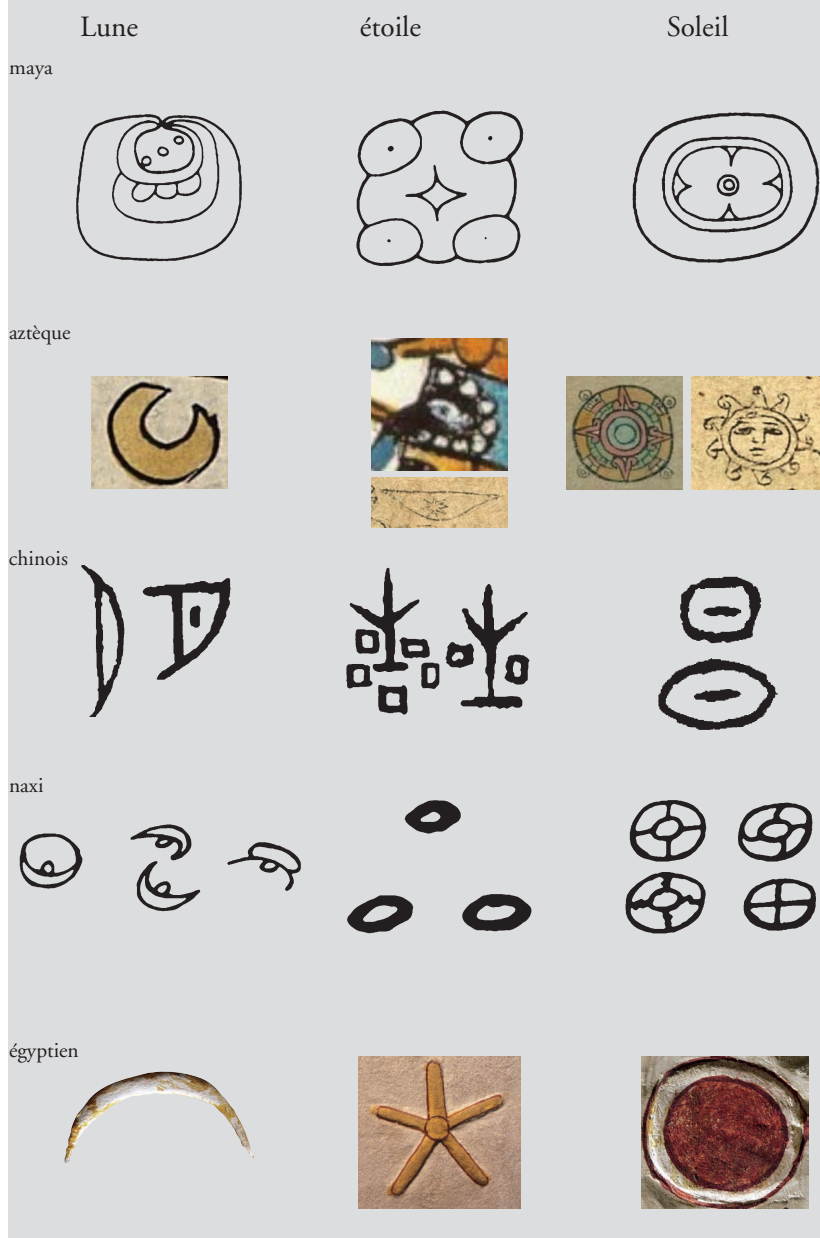 Lune étoile Soleil
maya
aztèque
chinois
naxi
égyptien